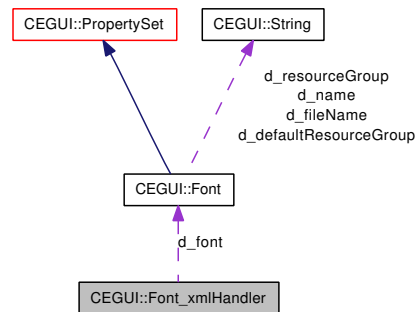 CEGUI::PropertySet
CEGUI::String
d_resourceGroup
d_name
d_fileName
d_defaultResourceGroup
CEGUI::Font
d_font
CEGUI::Font_xmlHandler